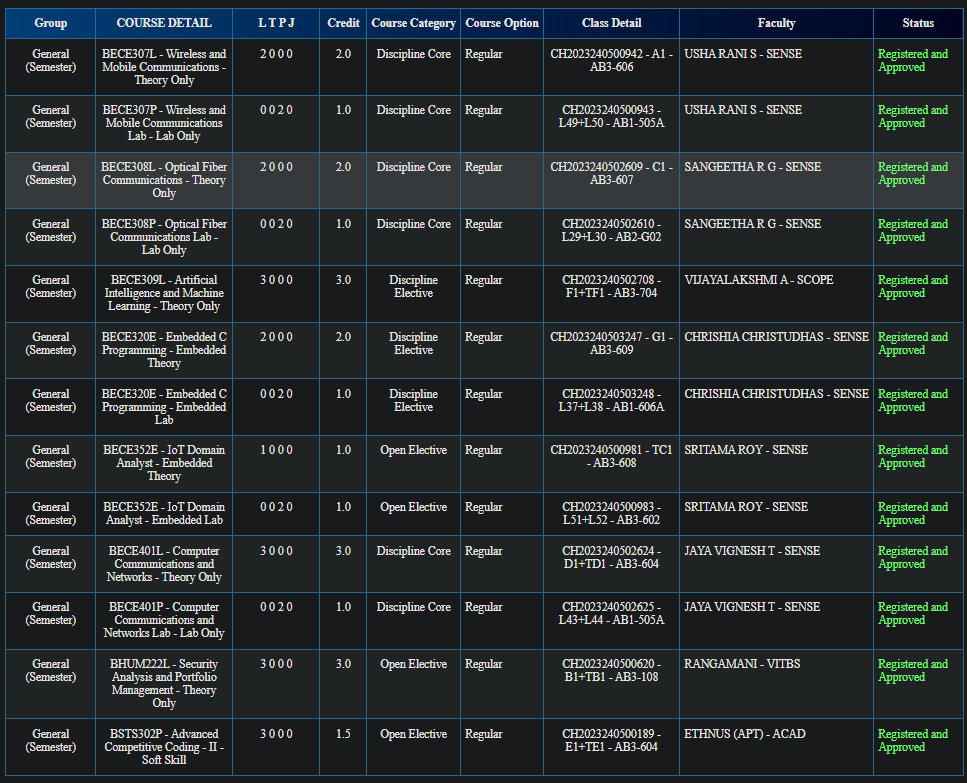 Group COURSE DETAIL L T P J Credit Course Category Course Option Class Detail Faculty Status
General BECE307L - Wireless and 2 0 0 0 2.0 Discipline Core Regular CH2023240500942 - A1 - USHA RANI S - SENSE Registered and
(Semester) Mobile Communications - AB3-606 Approved
Theory Only
General BECE307P - Wireless and 0 0 2 0 1.0 Discipline Core Regular CH2023240500943 - USHA RANI S - SENSE Registered and
(Semester) Mobile Communications L49+L50 - AB1-505A Approved
Lab - Lab Only
General BECE308L - Optical Fiber 2 0 0 0 2.0 Discipline Core Regular CH2023240502609 - C1 - SANGEETHA R G - SENSE Registered and
(Semester) Communications - Theory AB3-607 Approved
Only
General BECE308P - Optical Fiber 0 0 2 0 1.0 Discipline Core Regular CH2023240502610 - SANGEETHA R G - SENSE Registered and
(Semester) Communications Lab - L29+L30 - AB2-G02 Approved
Lab Only
General BECE309L - Artificial 3 0 0 0 3.0 Discipline Regular CH2023240502708 - VIJAYALAKSHMI A - SCOPE Registered and
(Semester) Intelligence and Machine Elective F1+TF1 - AB3-704 Approved
Learning - Theory Only
General BECE320E - Embedded C 2 0 0 0 2.0 Discipline Regular CH2023240503247 - G1 - CHRISHIA CHRISTUDHAS - SENSE Registered and
(Semester) Programming - Embedded Elective AB3-609 Approved
Theory
General BECE320E - Embedded C 0 0 2 0 1.0 Discipline Regular CH2023240503248 - CHRISHIA CHRISTUDHAS - SENSE Registered and
(Semester) Programming - Embedded Elective L37+L38 - AB1-606A Approved
Lab
General BECE352E - IoT Domain 1 0 0 0 1.0 Open Elective Regular CH2023240500981 - TC1 SRITAMA ROY - SENSE Registered and
(Semester) Analyst - Embedded - AB3-608 Approved
Theory
General BECE352E - IoT Domain 0 0 2 0 1.0 Open Elective Regular CH2023240500983 - SRITAMA ROY - SENSE Registered and
(Semester) Analyst - Embedded Lab L51+L52 - AB3-602 Approved
General BECE401L - Computer 3 0 0 0 3.0 Discipline Core Regular CH2023240502624 - JAYA VIGNESH T - SENSE Registered and
(Semester) Communications and D1+TD1 - AB3-604 Approved
Networks - Theory Only
General BECE401P - Computer 0 0 2 0 1.0 Discipline Core Regular CH2023240502625 - JAYA VIGNESH T - SENSE Registered and
(Semester) Communications and L43+L44 - AB1-505A Approved
Networks Lab - Lab Only
General BHUM222L - Security 3 0 0 0 3.0 Open Elective Regular CH2023240500620 - RANGAMANI - VITBS Registered and
(Semester) Analysis and Portfolio B1+TB1 - AB3-108 Approved
Management - Theory
Only
General BSTS302P - Advanced 3 0 0 0 1.5 Open Elective Regular CH2023240500189 - ETHNUS (APT) - ACAD Registered and
(Semester) Competitive Coding - II - E1+TE1 - AB3-604 Approved
Soft Skill